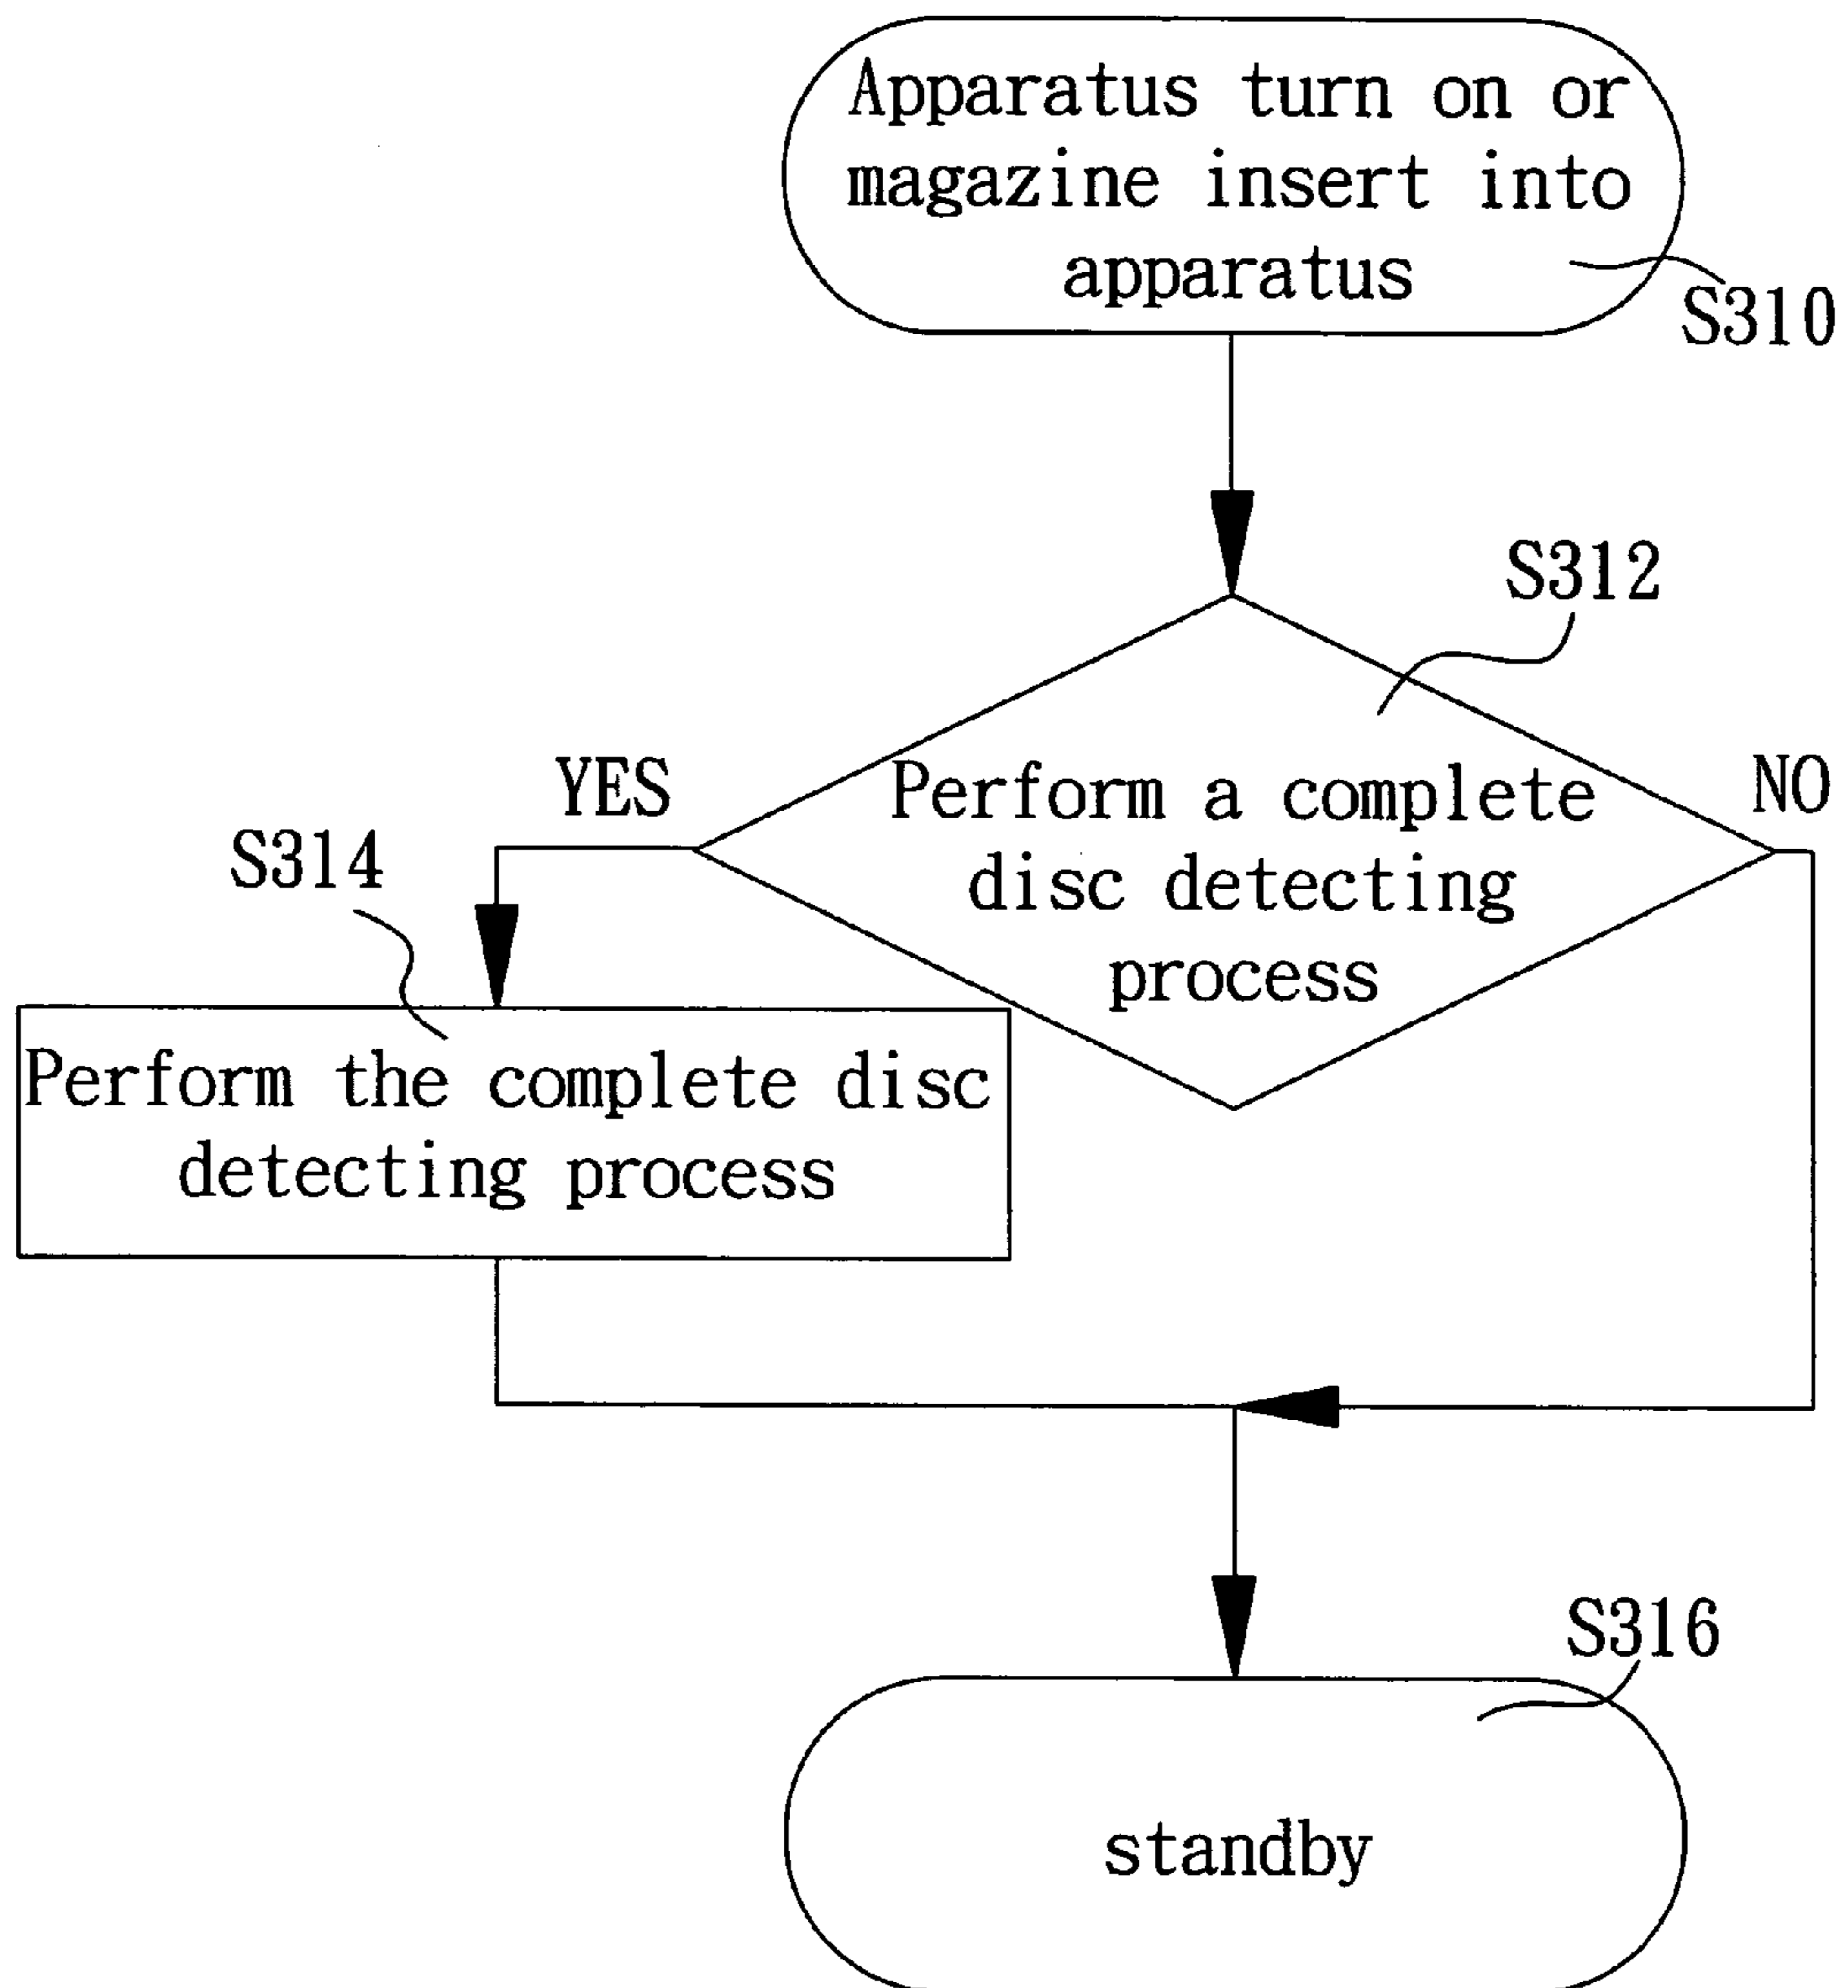 Apparatus turn on or
magazine insert into
apparatus
S310
S312
YES
Perform a complete
disc detecting
process
NO
S314
Perform the complete disc
detecting process
S316
standby